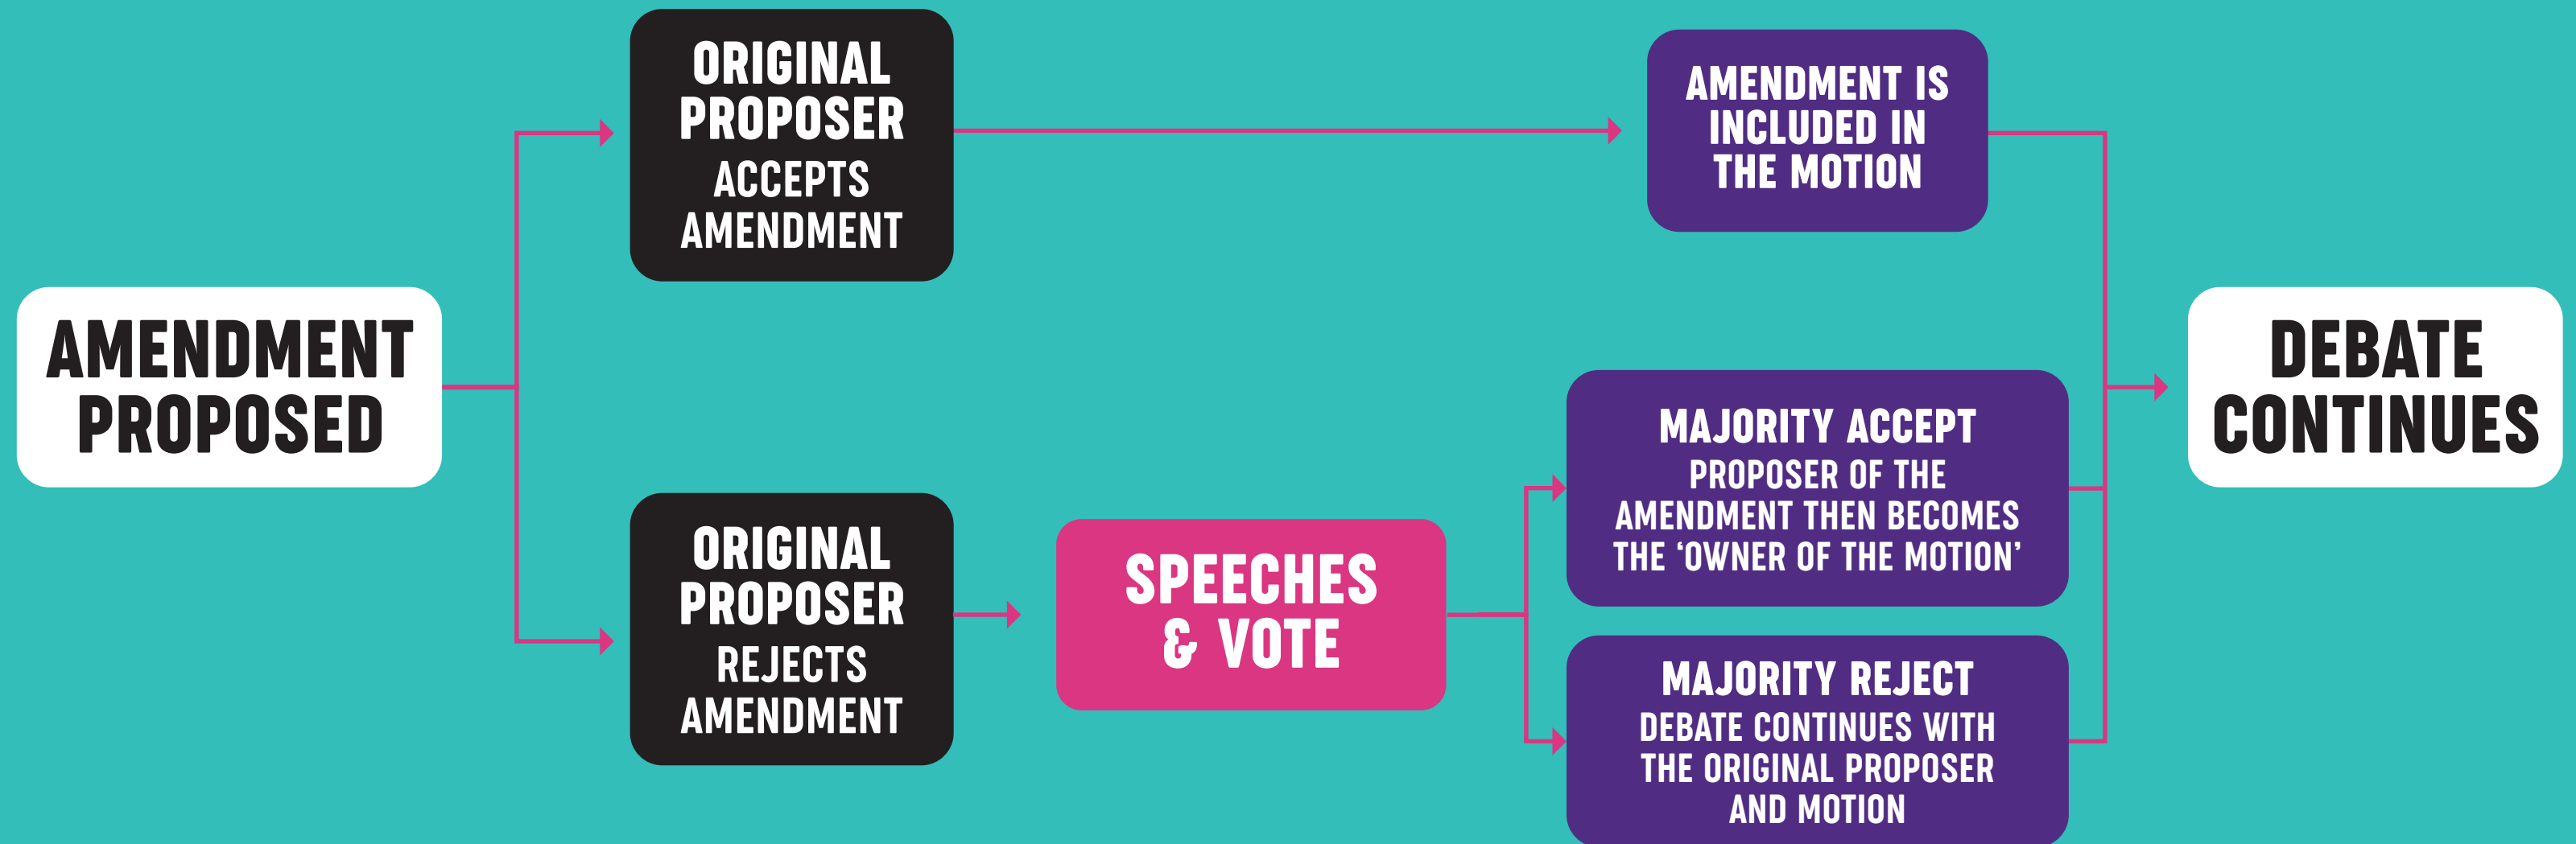 AMENDMENT
PROPOSED
ORIGINAL
PROPOSER
ACCEPTS
AMENDMENT
ORIGINAL
PROPOSER
REJECTS
AMENDMENT
SPEECHES
& VOTE
AMENDMENT IS
INCLUDED IN
THE MOTION
MAJORITY ACCEPT
PROPOSER OF THE
AMENDMENT THEN BECOMES
THE ‘OWNER OF THE MOTION’
MAJORITY REJECT
DEBATE CONTINUES WITH
THE ORIGINAL PROPOSER
AND MOTION
DEBATE
CONTINUES